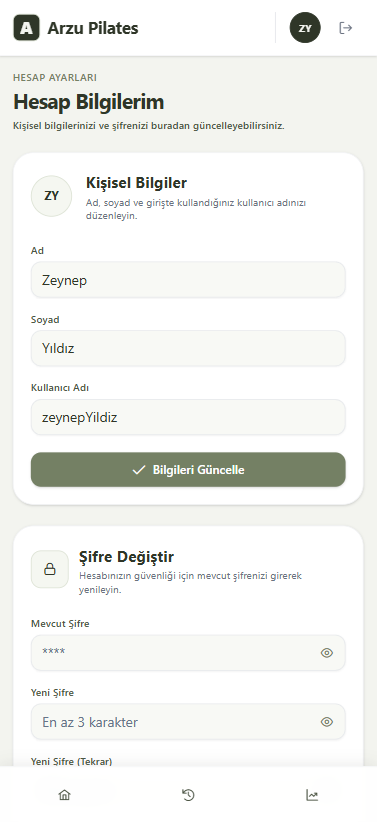 A Arzu Pilates
ZY
HESAP AYARLARI
Hesap Bilgilerim
Kişisel bilgilerinizi ve şifrenizi buradan güncelleyebilirsiniz.
ZY
Kişisel Bilgiler
Ad, soyad ve girişte kullandığınız kullanıcı adınızı
düzenleyin.
Ad
Zeynep
Soyad
Yıldız
Kullanıcı Adı
zeynepYildiz
Bilgileri Güncelle
Şifre Değiştir
Hesabınızın güvenliği için mevcut şifrenizi girerek
yenileyin.
Mevcut Şifre
****
Yeni Şifre
En az 3 karakter
Yeni Şifre (Tekrar)